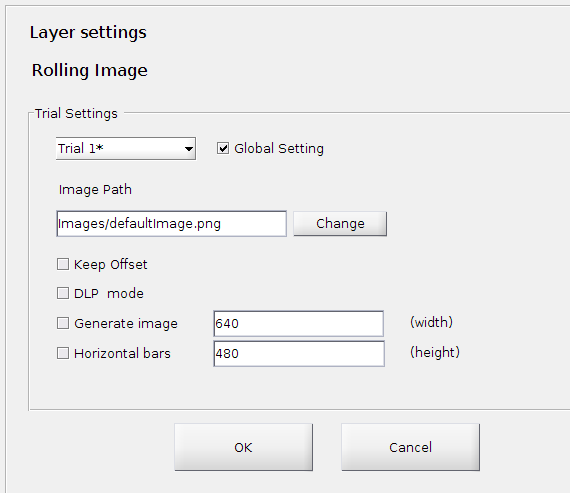 Layer settings
Rolling Image
Trial Settings
Trial 1*
Global Setting
Image Path
Images/defaultImage.png
Change
Keep Offset
DLP mode
Generate image 640 (width)
Horizontal bars 480 (height)
OK Cancel